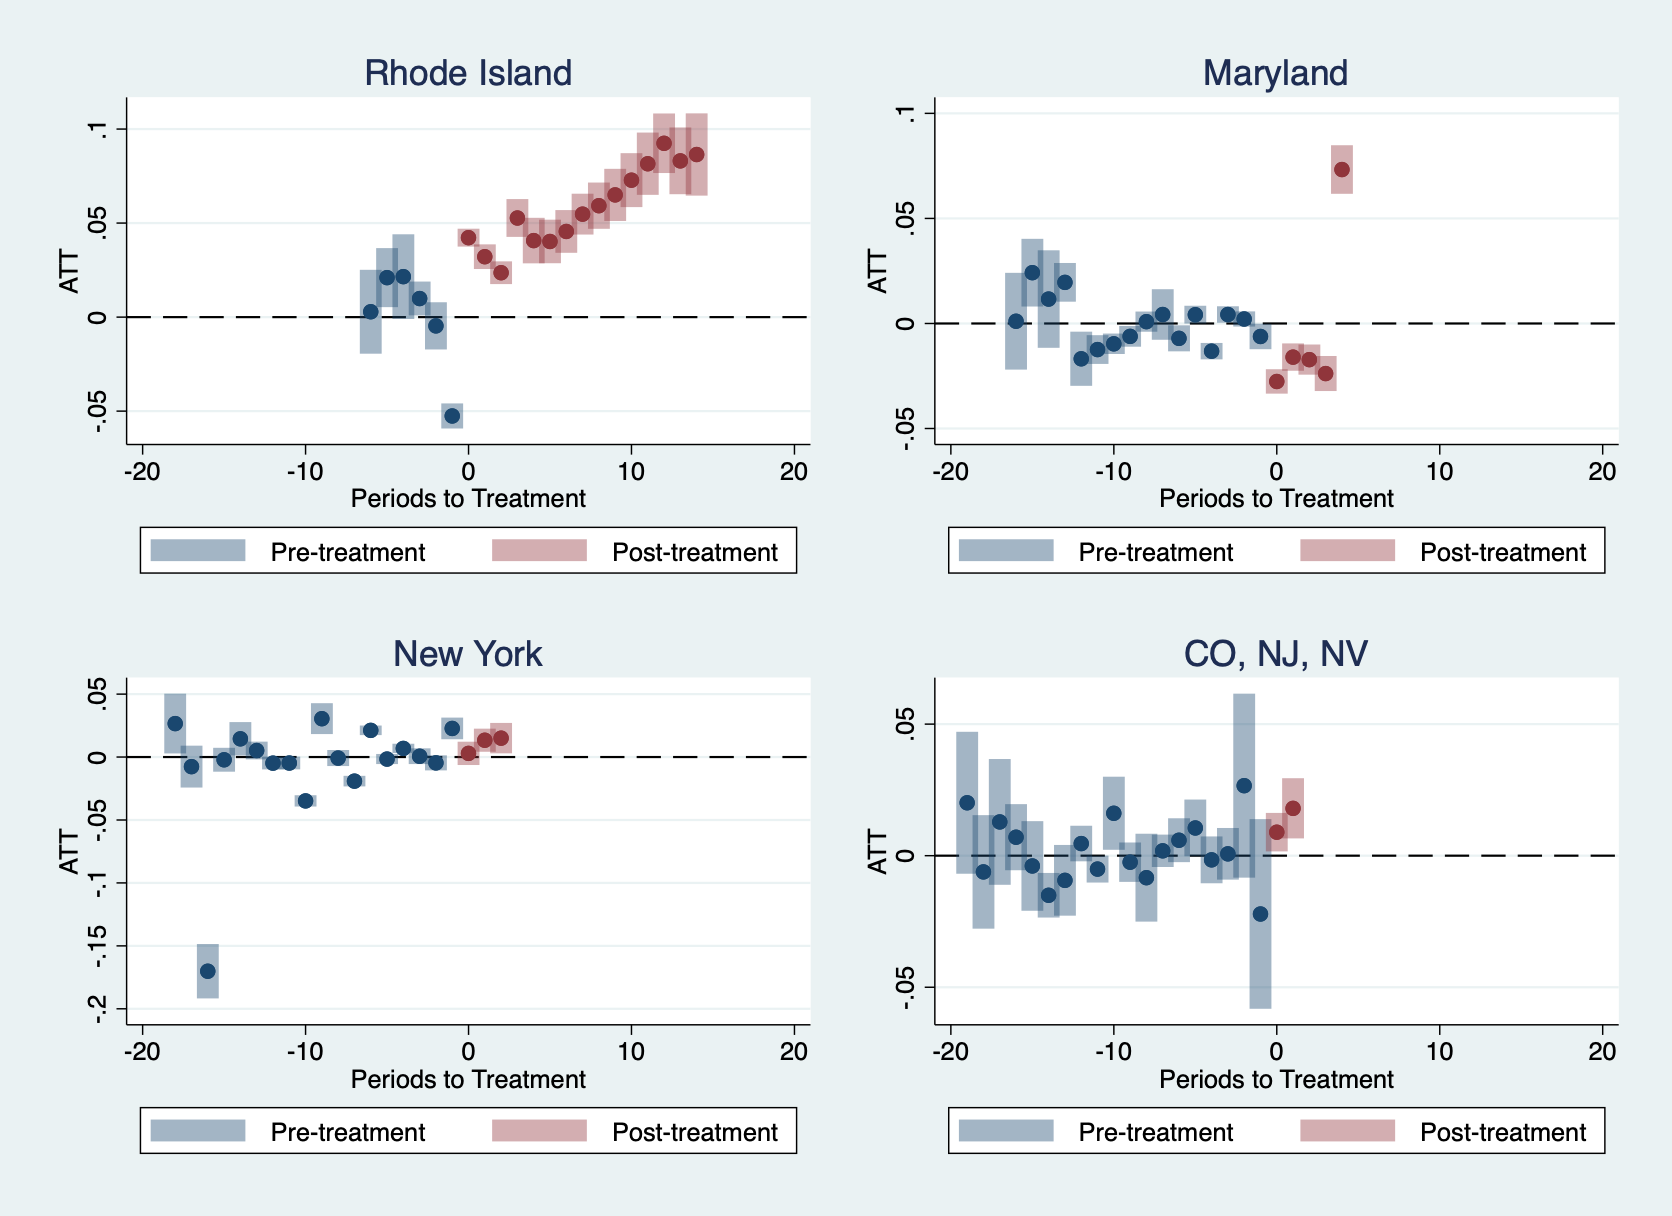 Rhode Island
.1
.05
0
-.05
ATT
-20 -10 0 10 20
Periods to Treatment
Pre-treatment Post-treatment
Maryland
.1
.05
0
-.05
ATT
-20 -10 0 10 20
Periods to Treatment
Pre-treatment Post-treatment
New York
.05
0
-.05
-.1
-.15
-.2
ATT
-20 -10 0 10 20
Periods to Treatment
Pre-treatment Post-treatment
CO, NJ, NV
.05
0
-.05
ATT
-20 -10 0 10 20
Periods to Treatment
Pre-treatment Post-treatment